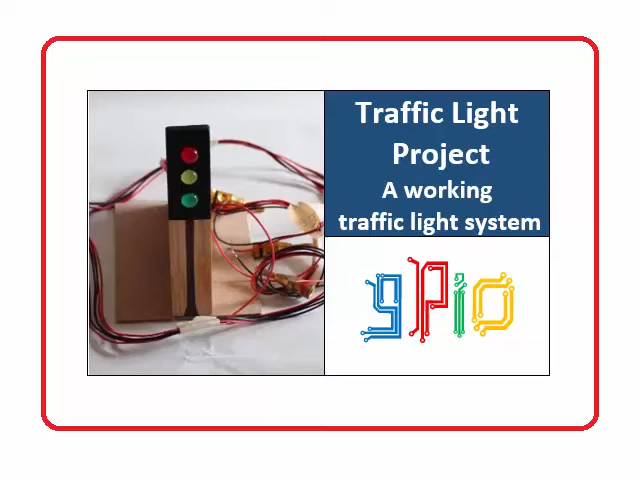 Traffic Light
Project
A working
traffic light system
gPio